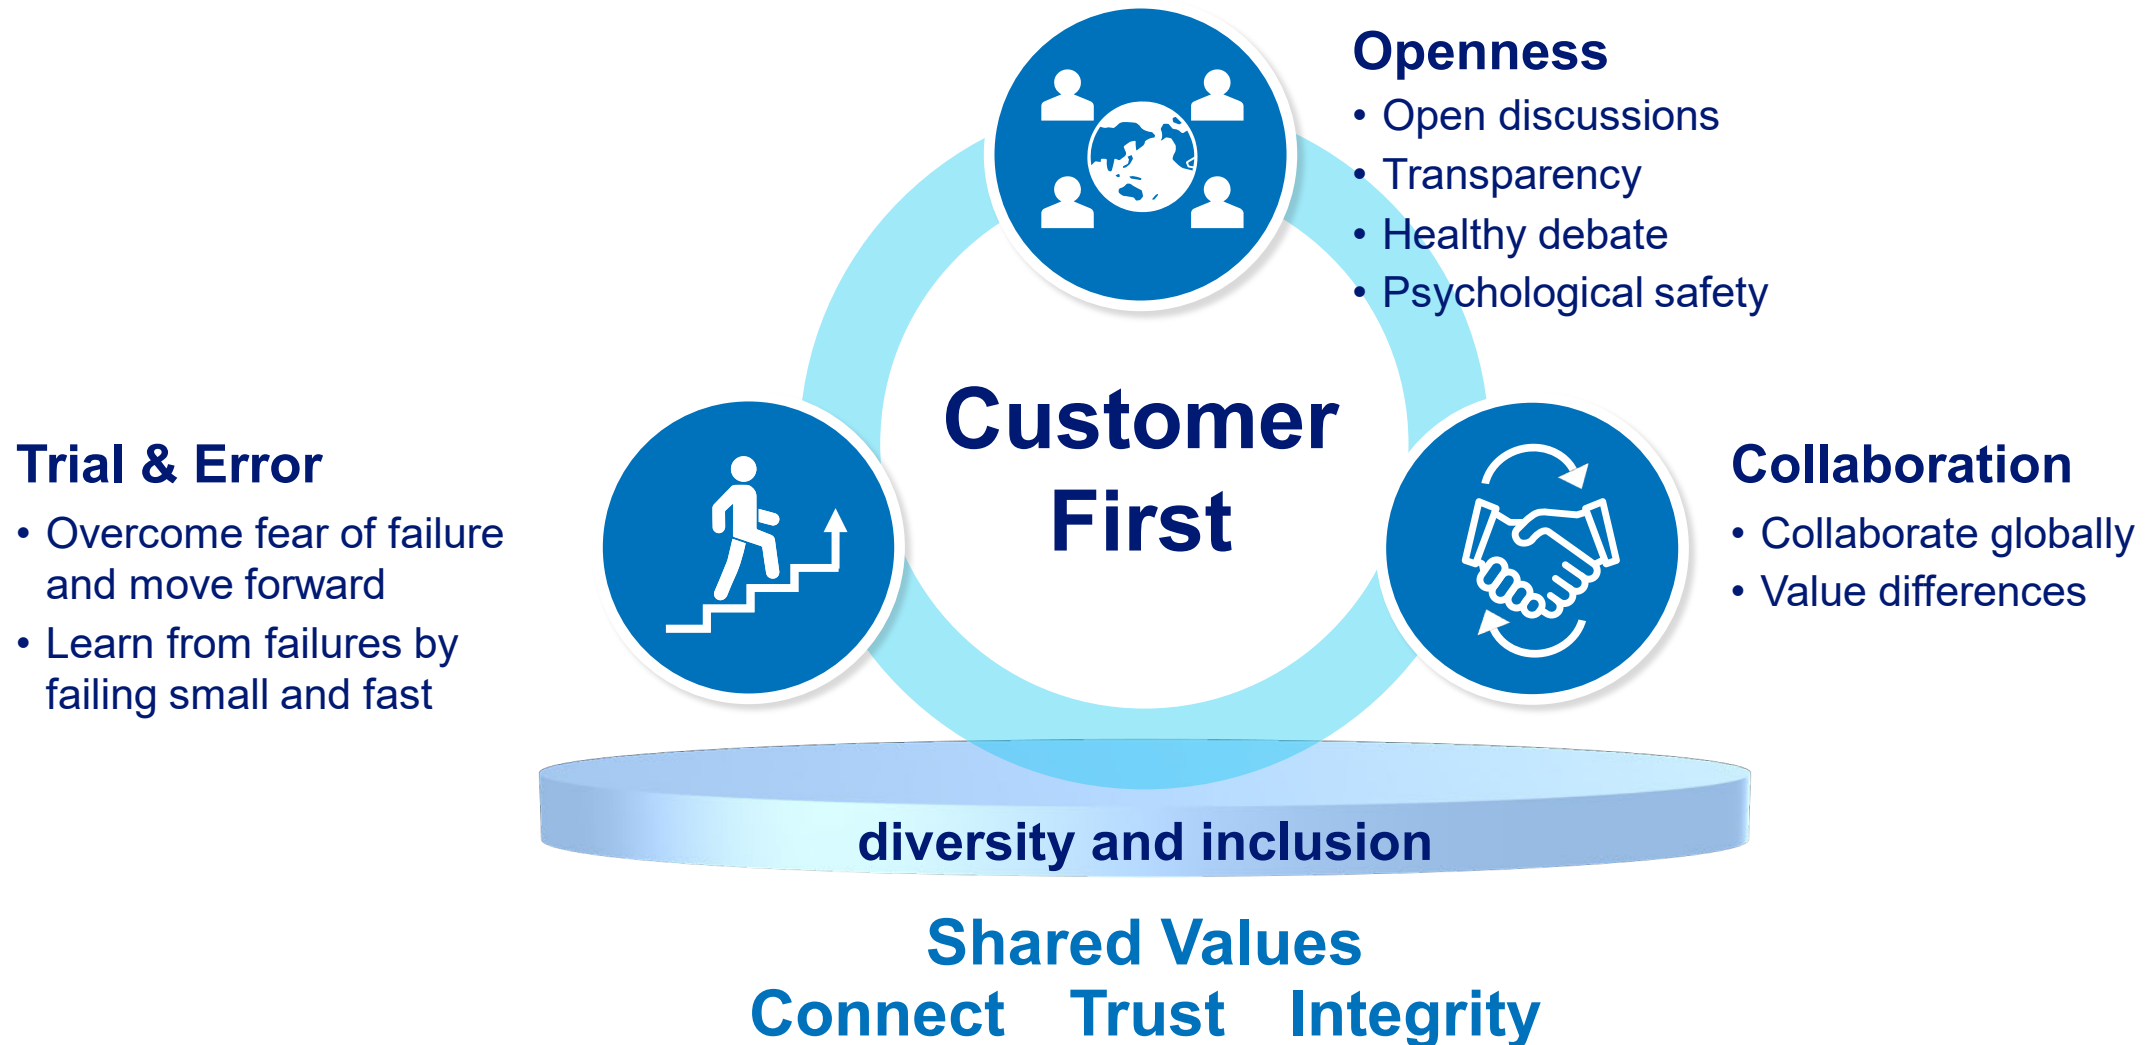 Openness
• Open discussions
• Transparency
• Healthy debate
• Psychological safety
Customer
First
Trial & Error
• Overcome fear of failure
and move forward
• Learn from failures by
failing small and fast
Collaboration
• Collaborate globally
• Value differences
diversity and inclusion
Shared Values
Connect Trust Integrity